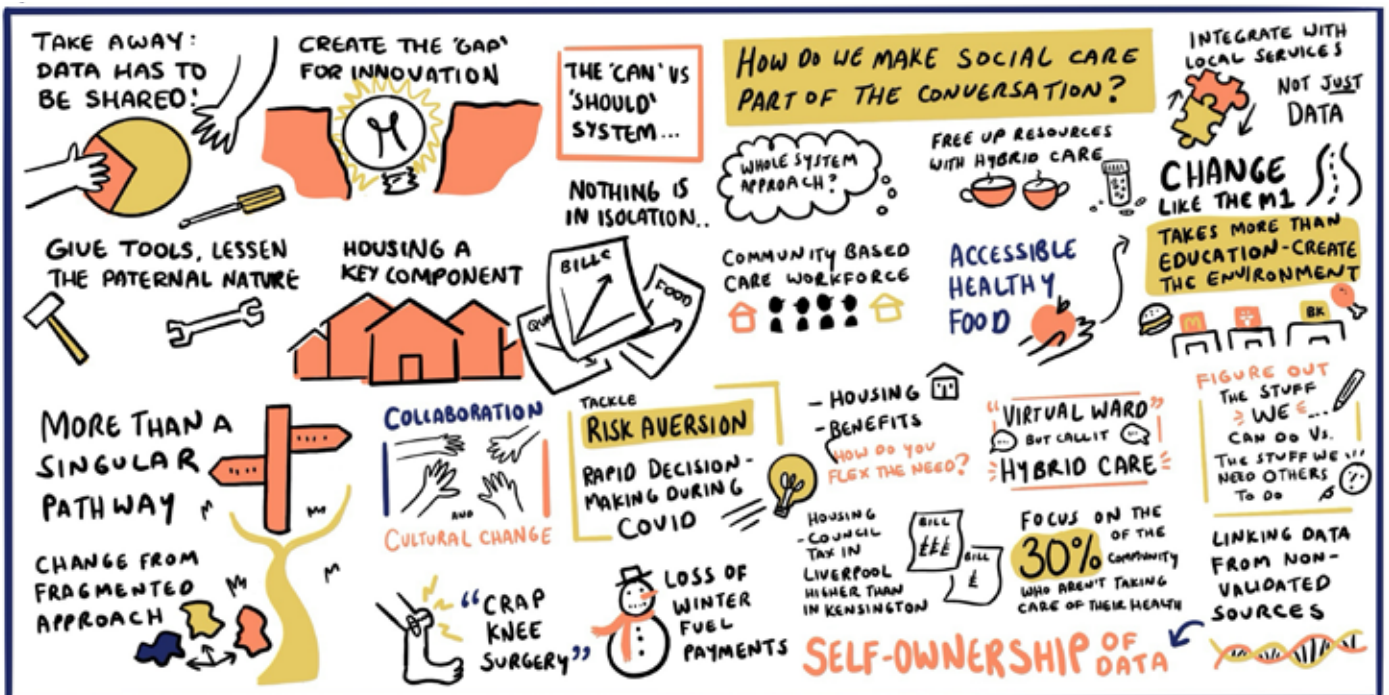 TAKE AWAY:
DATA HAS TO
BE SHARED!
CREATE THE 'GAP'
FOR INNOVATION
THE 'CAN' VS
'SHOULD'
SYSTEM...
HOW DO WE MAKE SOCIAL CARE
PART OF THE CONVERSATION?
INTEGRATE WITH
LOCAL SERVICES
NOT JUST
DATA
NOTHING IS
IN ISOLATION..
WHOLE SYSTEM
APPROACH?
FREE UP RESOURCES
WITH HYBRID CARE
CHANGE
LIKE THE M1
TAKES MORE THAN
EDUCATION-CREATE
THE ENVIRONMENT
GIVE TOOLS, LESSEN
THE PATERNAL NATURE
HOUSING A
KEY COMPONENT
BILLS
FOOD
COMMUNITY BASED
CARE WORKFORCE
ACCESSIBLE
HEALTHY
FOOD
M
BK
MORE THAN A
SINGULAR
PATHWAY
COLLABORATION
AND
CULTURAL CHANGE
TACKLE
RISK AVERSION
RAPID DECISION-
MAKING DURING
COVID
- HOUSING
- BENEFITS
HOW DO YOU
FLEX THE NEED?
"VIRTUAL WARD"
BUT CALL IT
HYBRID CARE
FIGURE OUT
THE STUFF
WE ...
CAN DO VS.
THE STUFF WE
NEED OTHERS
TO DO
CHANGE FROM
FRAGMENTED
APPROACH
"CRAP
KNEE
SURGERY"
LOSS OF
WINTER
FUEL
PAYMENTS
HOUSING
- COUNCIL
TAX IN
LIVERPOOL
HIGHER THAN
IN KENSINGTON
BILL
£££
BILL
£
FOCUS ON THE
30% OF THE
COMMUNITY
WHO AREN'T TAKING
CARE OF THEIR HEALTH
LINKING DATA
FROM NON-
VALIDATED
SOURCES
SELF-OWNERSHIP OF
DATA